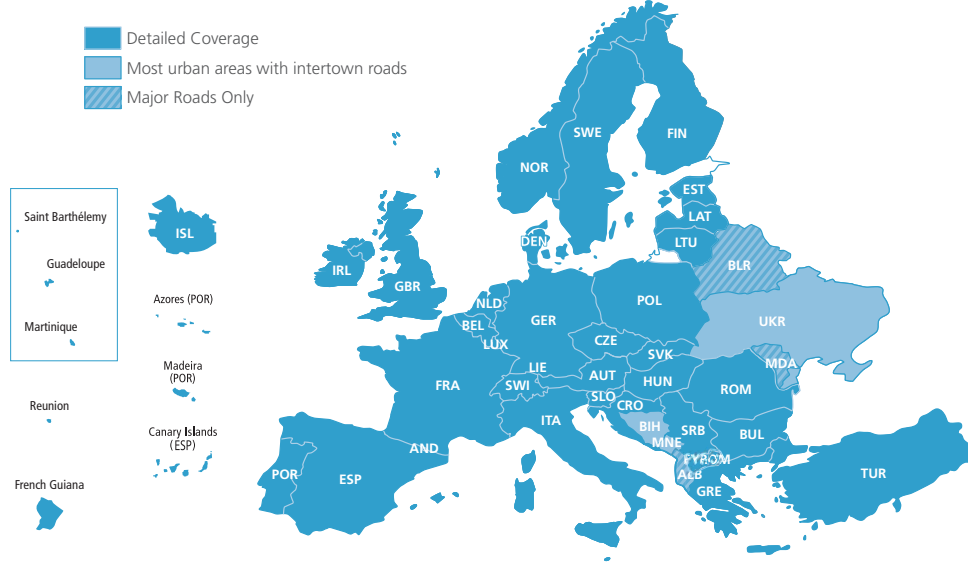 Detailed Coverage
Most urban areas with intertown roads
Major Roads Only
Saint Barthélemy
Guadeloupe
Martinique
Reunion
French Guiana
ISL
Azores (POR)
Madeira
(POR)
Canary Islands
(ESP)
NOR
SWE
FIN
EST
LAT
LTU
DEN
BLR
IRL
GBR
NLD
BEL
LUX
GER
POL
UKR
CZE
SVK
MDA
LIE
AUT
HUN
ROM
FRA
SWI
SLO
CRO
ITA
BIH
SRB
MNE
BUL
FYROM
ALB
GRE
AND
POR
ESP
TUR